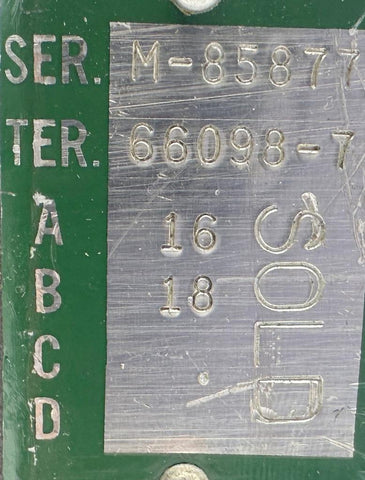 SER. M-85877
TER. 66098-7
A 16
B 18
C
D
SOLD